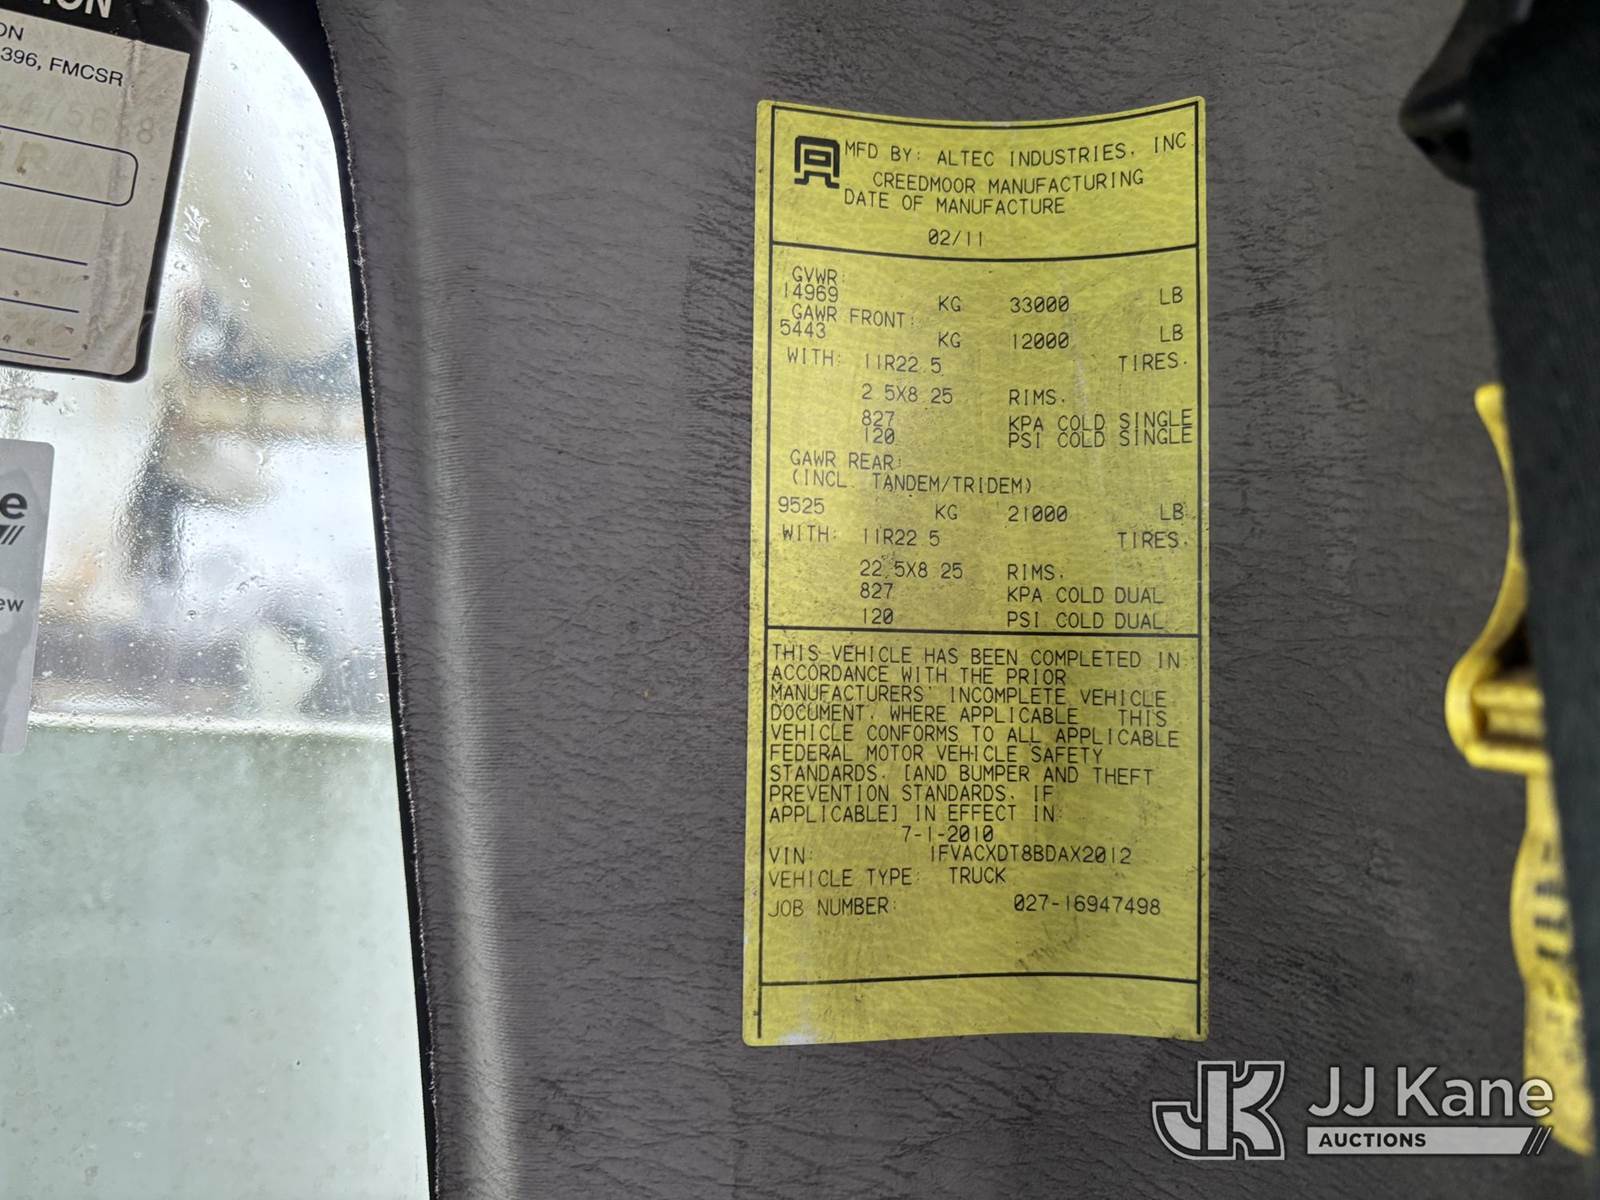 ION
ON
396, FMCSR
MFD BY: ALTEC INDUSTRIES, INC
CREEDMOOR MANUFACTURING
DATE OF MANUFACTURE
02/11
GVWR:
14969 KG 33000 LB
GAWR FRONT:
5443 KG 12000 LB
WITH: 11R22.5 TIRES.
2 5X8.25 RIMS.
827 KPA COLD SINGLE
120 PSI COLD SINGLE
GAWR REAR:
(INCL. TANDEM/TRIDEM)
9525 KG 21000 LB
WITH: 11R22.5 TIRES.
22.5X8.25 RIMS.
827 KPA COLD DUAL
120 PSI COLD DUAL
THIS VEHICLE HAS BEEN COMPLETED IN
ACCORDANCE WITH THE PRIOR
MANUFACTURERS' INCOMPLETE VEHICLE
DOCUMENT, WHERE APPLICABLE THIS
VEHICLE CONFORMS TO ALL APPLICABLE
FEDERAL MOTOR VEHICLE SAFETY
STANDARDS, [AND BUMPER AND THEFT
PREVENTION STANDARDS, IF
APPLICABLE] IN EFFECT IN:
7-1-2010
VIN: 1FVACXDT8BDAX2012
VEHICLE TYPE: TRUCK
JOB NUMBER: 027-16947498
e
ew
JK JJ Kane
AUCTIONS